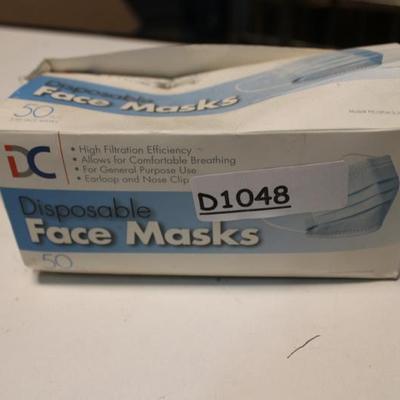 50
Disposable
Face Masks
DC
• High Filtration Efficiency
• Allows for Comfortable Breathing
• For General Purpose Use
• Earloop and Nose Clip
D1048
Disposable
Face Masks
50